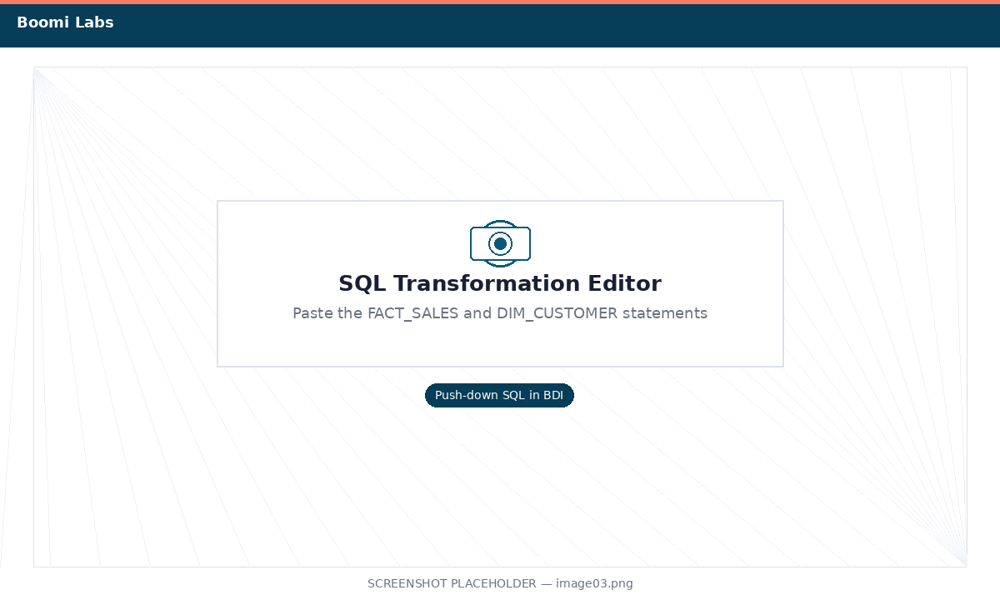 Boomi Labs
SQL Transformation Editor
Paste the FACT_SALES and DIM_CUSTOMER statements
Push-down SQL in BDI
SCREENSHOT PLACEHOLDER — image03.png